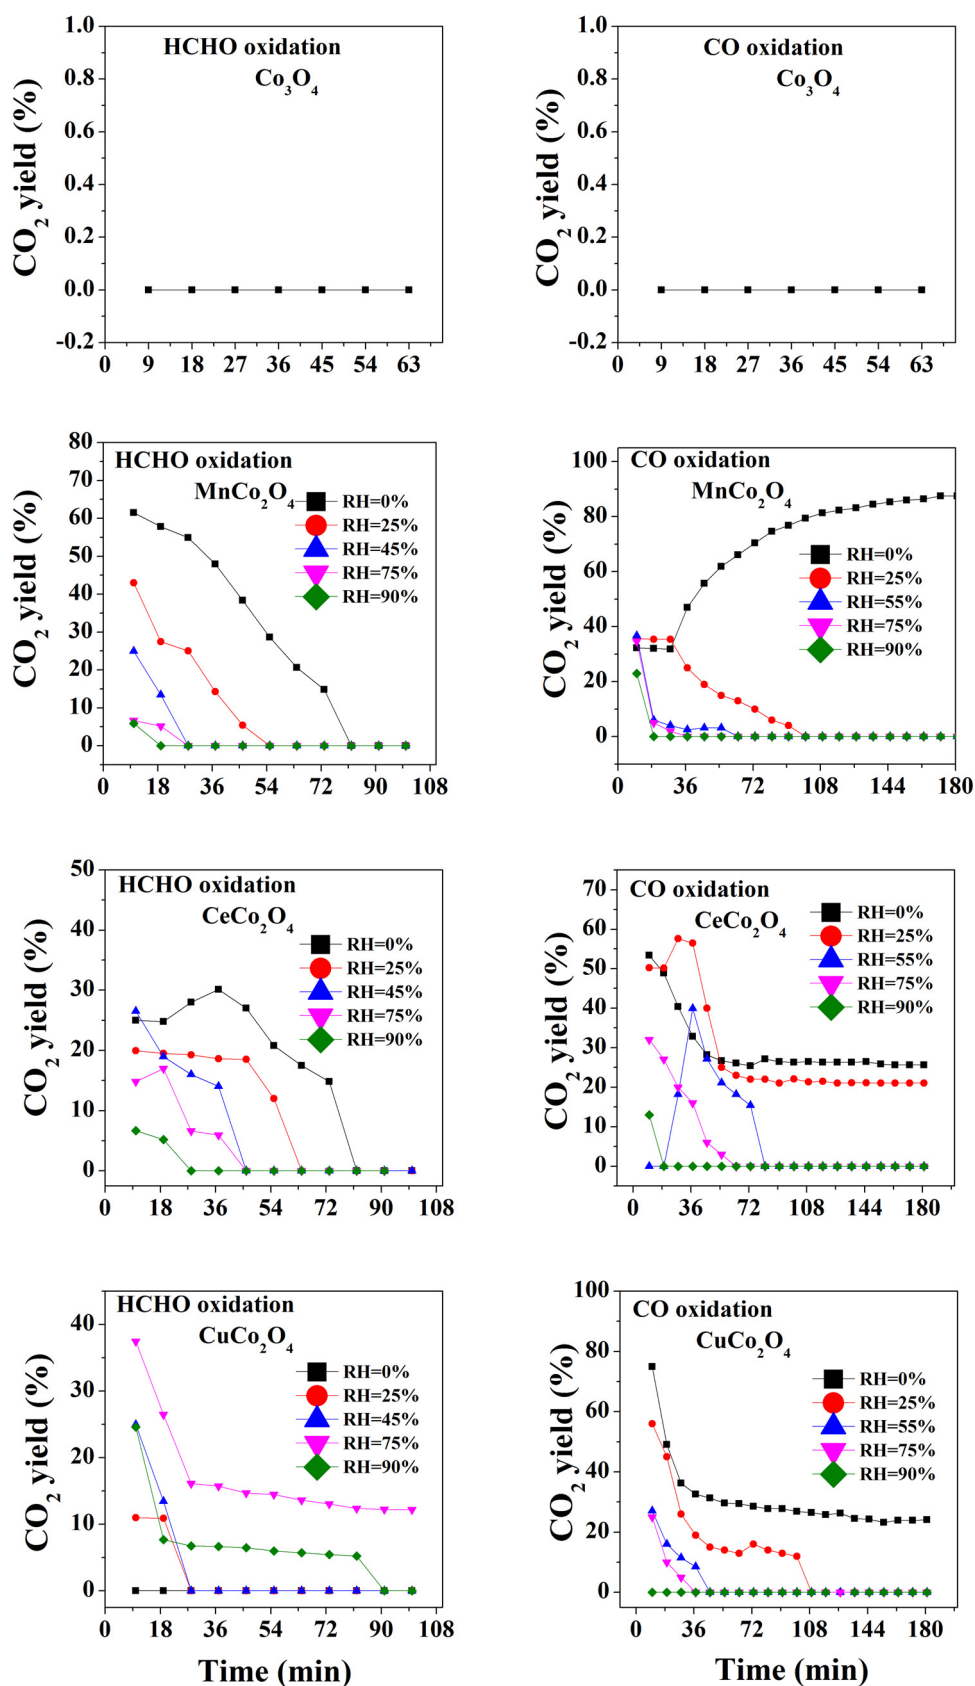 HCHO oxidation
Co₃O₄
CO₂ yield (%)
1.0
0.8
0.6
0.4
0.2
0.0
-0.2
0 9 18 27 36 45 54 63
CO oxidation
Co₃O₄
CO₂ yield (%)
1.0
0.8
0.6
0.4
0.2
0.0
-0.2
0 9 18 27 36 45 54 63
HCHO oxidation
MnCo₂O₄
RH=0%
RH=25%
RH=45%
RH=75%
RH=90%
CO₂ yield (%)
80
70
60
50
40
30
20
10
0
0 18 36 54 72 90 108
CO oxidation
MnCo₂O₄
RH=0%
RH=25%
RH=55%
RH=75%
RH=90%
CO₂ yield (%)
100
80
60
40
20
0
0 36 72 108 144 180
HCHO oxidation
CeCo₂O₄
RH=0%
RH=25%
RH=45%
RH=75%
RH=90%
CO₂ yield (%)
50
40
30
20
10
0
0 18 36 54 72 90 108
CO oxidation
CeCo₂O₄
RH=0%
RH=25%
RH=55%
RH=75%
RH=90%
CO₂ yield (%)
70
60
50
40
30
20
10
0
0 36 72 108 144 180
HCHO oxidation
CuCo₂O₄
RH=0%
RH=25%
RH=45%
RH=75%
RH=90%
CO₂ yield (%)
40
30
20
10
0
0 18 36 54 72 90 108
Time (min)
CO oxidation
CuCo₂O₄
RH=0%
RH=25%
RH=55%
RH=75%
RH=90%
CO₂ yield (%)
100
80
60
40
20
0
0 36 72 108 144 180
Time (min)